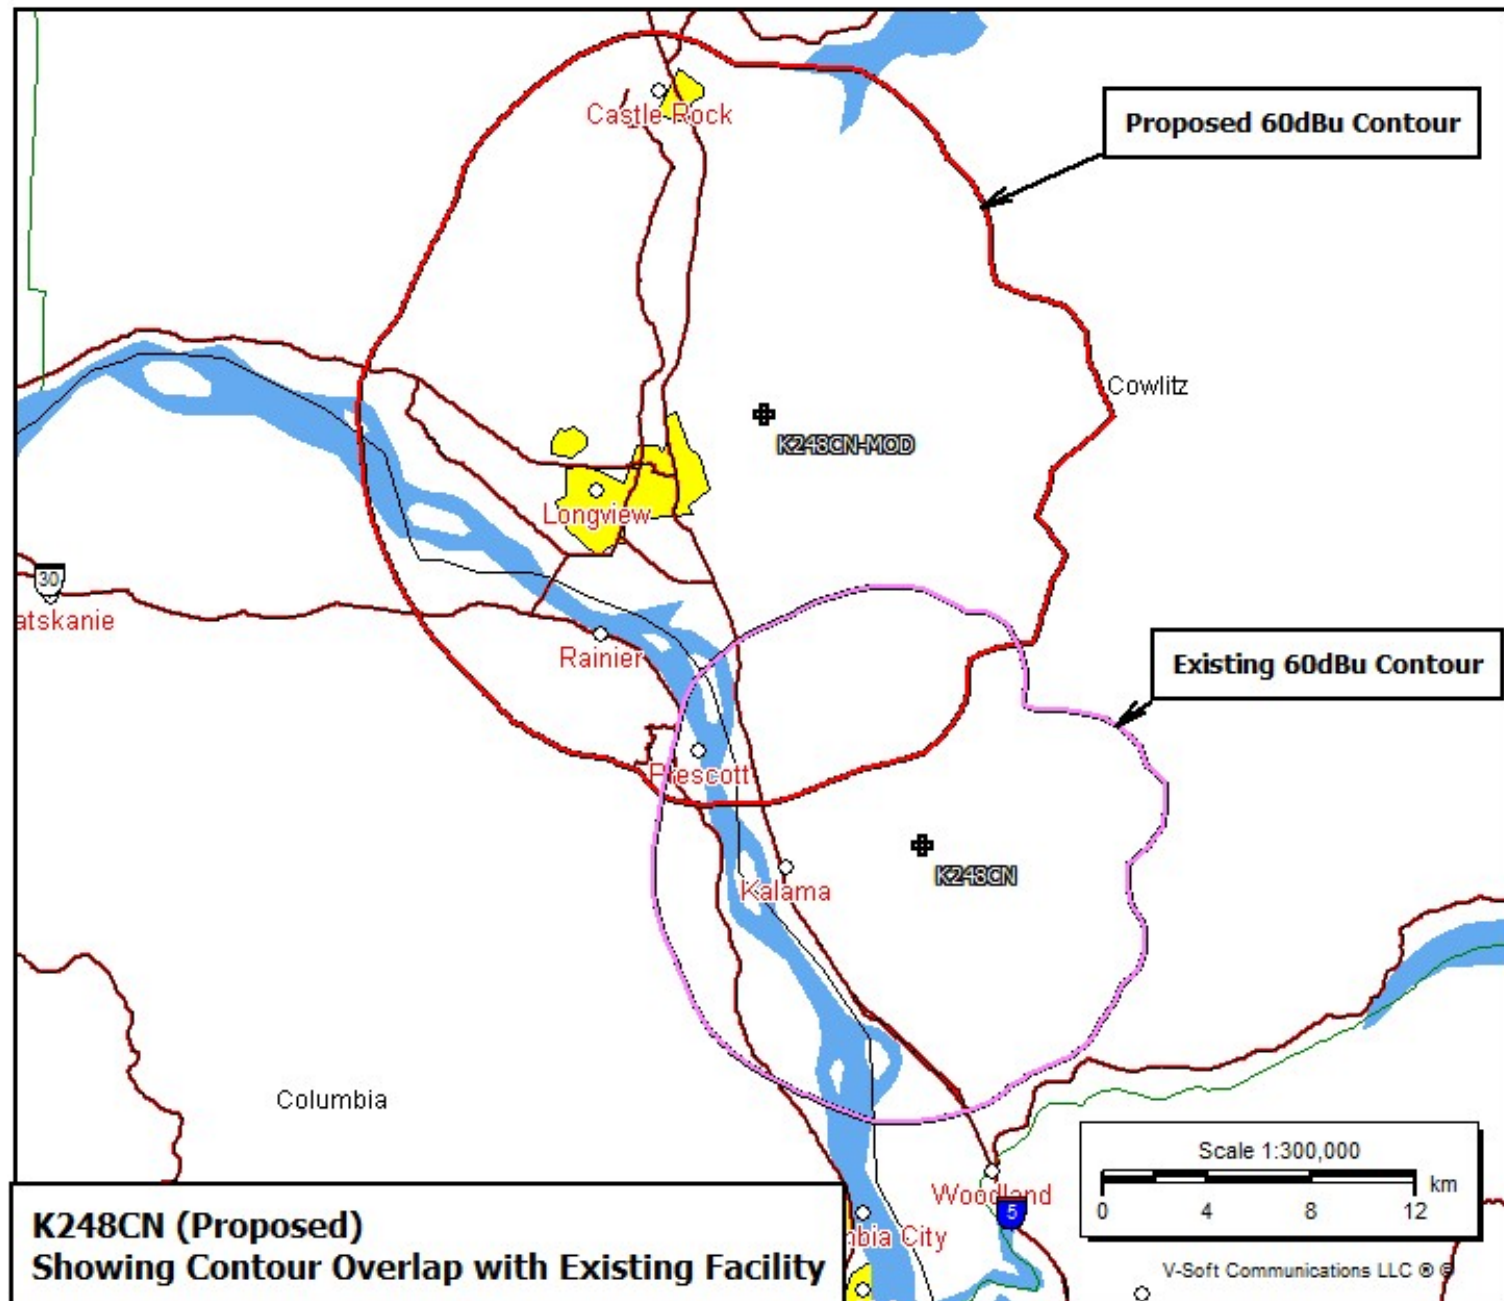 Castle Rock
Proposed 60dBu Contour
Cowlitz
K248CN-MOD
Longview
30
atskanie
Rainier
Existing 60dBu Contour
Prescott
Kalama
K248CN
Columbia
Scale 1:300,000
km
0 4 8 12
Woodland
5
mbia City
K248CN (Proposed)
Showing Contour Overlap with Existing Facility
V-Soft Communications LLC ® ©